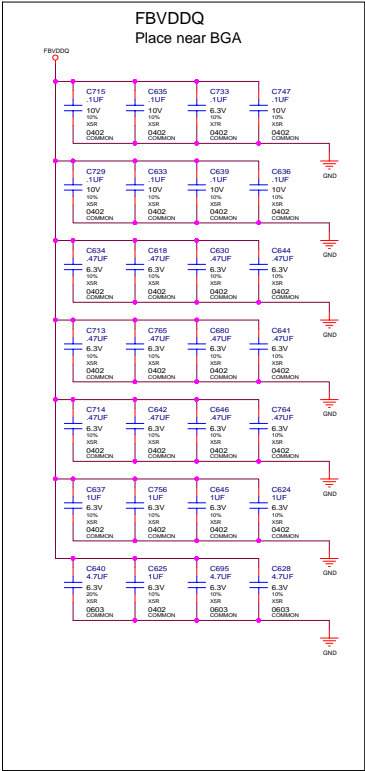 FBVDDQ
Place near BGA
FBVDDQ
C715 C635 C733 C747
.1UF .1UF .1UF .1UF
10V 10V 6.3V 10V
10% 10% 10% 10%
X5R X5R X7R X5R
0402 0402 0402 0402
COMMON COMMON COMMON COMMON
GND
C729 C633 C639 C636
.1UF .1UF .1UF .1UF
10V 10V 10V 10V
10% 10% 10% 10%
X5R X5R X5R X5R
0402 0402 0402 0402
COMMON COMMON COMMON COMMON
GND
C634 C618 C630 C644
.47UF .47UF .47UF .47UF
6.3V 6.3V 6.3V 6.3V
10% 10% 10% 10%
X5R X5R X5R X5R
0402 0402 0402 0402
COMMON COMMON COMMON COMMON
GND
C713 C765 C680 C641
.47UF .47UF .47UF .47UF
6.3V 6.3V 6.3V 6.3V
10% 10% 10% 10%
X5R X5R X5R X5R
0402 0402 0402 0402
COMMON COMMON COMMON COMMON
GND
C714 C642 C646 C764
.47UF .47UF .47UF .47UF
6.3V 6.3V 6.3V 6.3V
10% 10% 10% 10%
X5R X5R X5R X5R
0402 0402 0402 0402
COMMON COMMON COMMON COMMON
GND
C637 C756 C645 C624
1UF 1UF 1UF 1UF
6.3V 6.3V 6.3V 6.3V
10% 10% 10% 10%
X5R X5R X5R X5R
0402 0402 0402 0402
COMMON COMMON COMMON COMMON
GND
C640 C625 C695 C628
4.7UF 1UF 4.7UF 4.7UF
6.3V 6.3V 6.3V 6.3V
20% 10% 10% 10%
X5R X5R X5R X5R
0603 0402 0603 0603
COMMON COMMON COMMON COMMON
GND